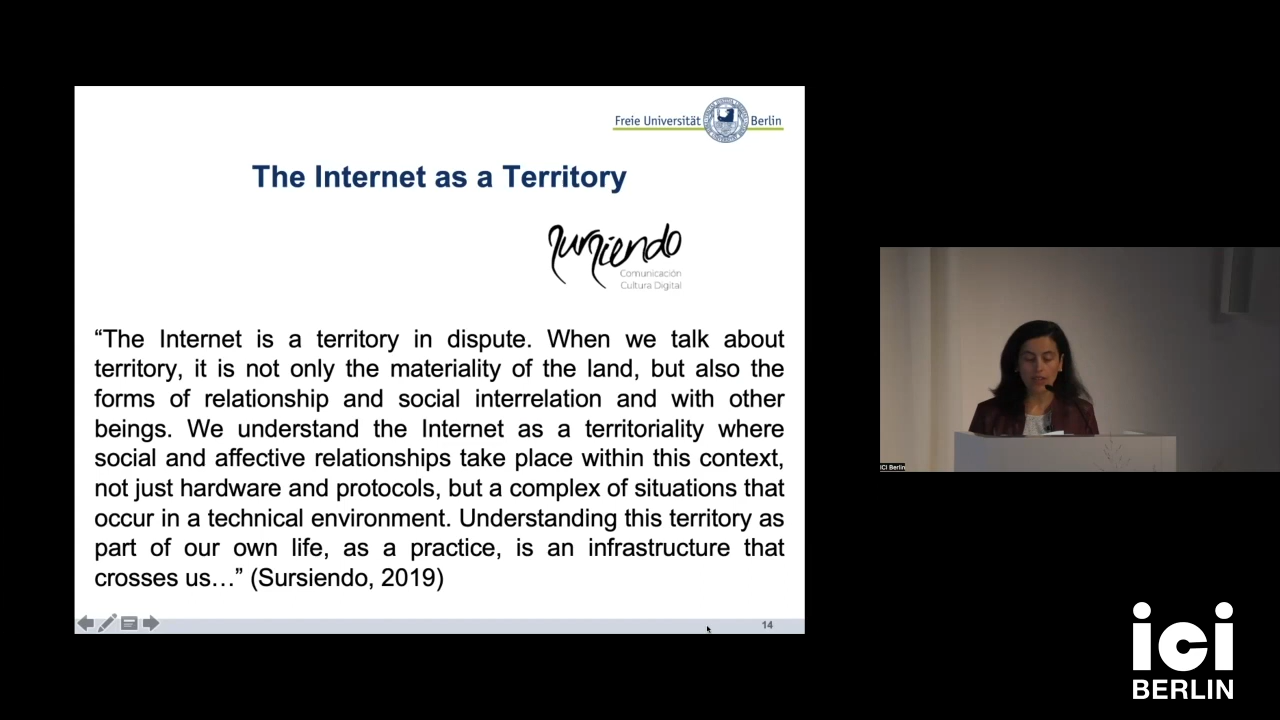 Freie Universität Berlin
The Internet as a Territory
sursiendo
Comunicación
Cultura Digital
“The Internet is a territory in dispute. When we talk about
territory, it is not only the materiality of the land, but also the
forms of relationship and social interrelation and with other
beings. We understand the Internet as a territoriality where
social and affective relationships take place within this context,
not just hardware and protocols, but a complex of situations that
occur in a technical environment. Understanding this territory as
part of our own life, as a practice, is an infrastructure that
crosses us…” (Sursiendo, 2019)
14
ICI Berlin
ici
BERLIN